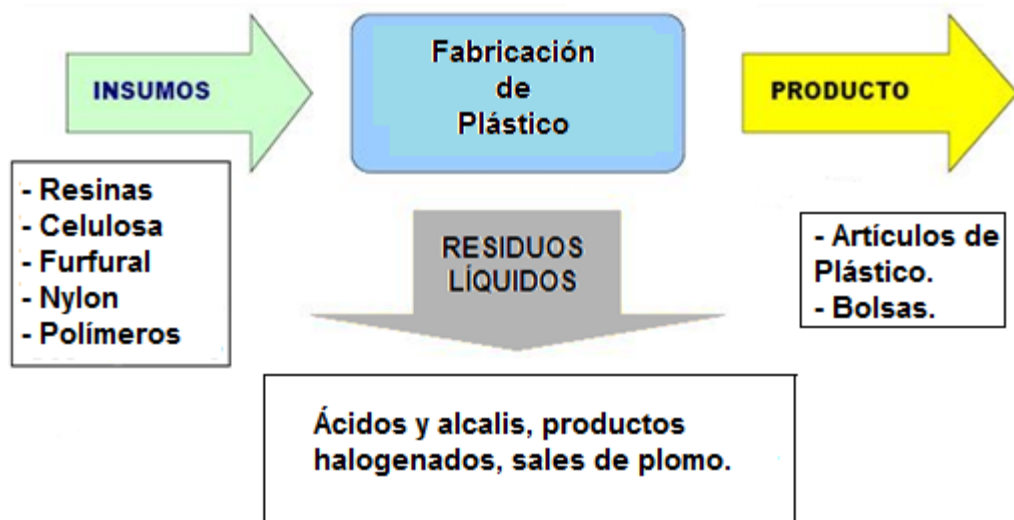 INSUMOS
Fabricación
de
Plástico
PRODUCTO
- Resinas
- Celulosa
- Furfural
- Nylon
- Polímeros
RESIDUOS
LÍQUIDOS
- Artículos de
Plástico.
- Bolsas.
Ácidos y alcalis, productos
halogenados, sales de plomo.